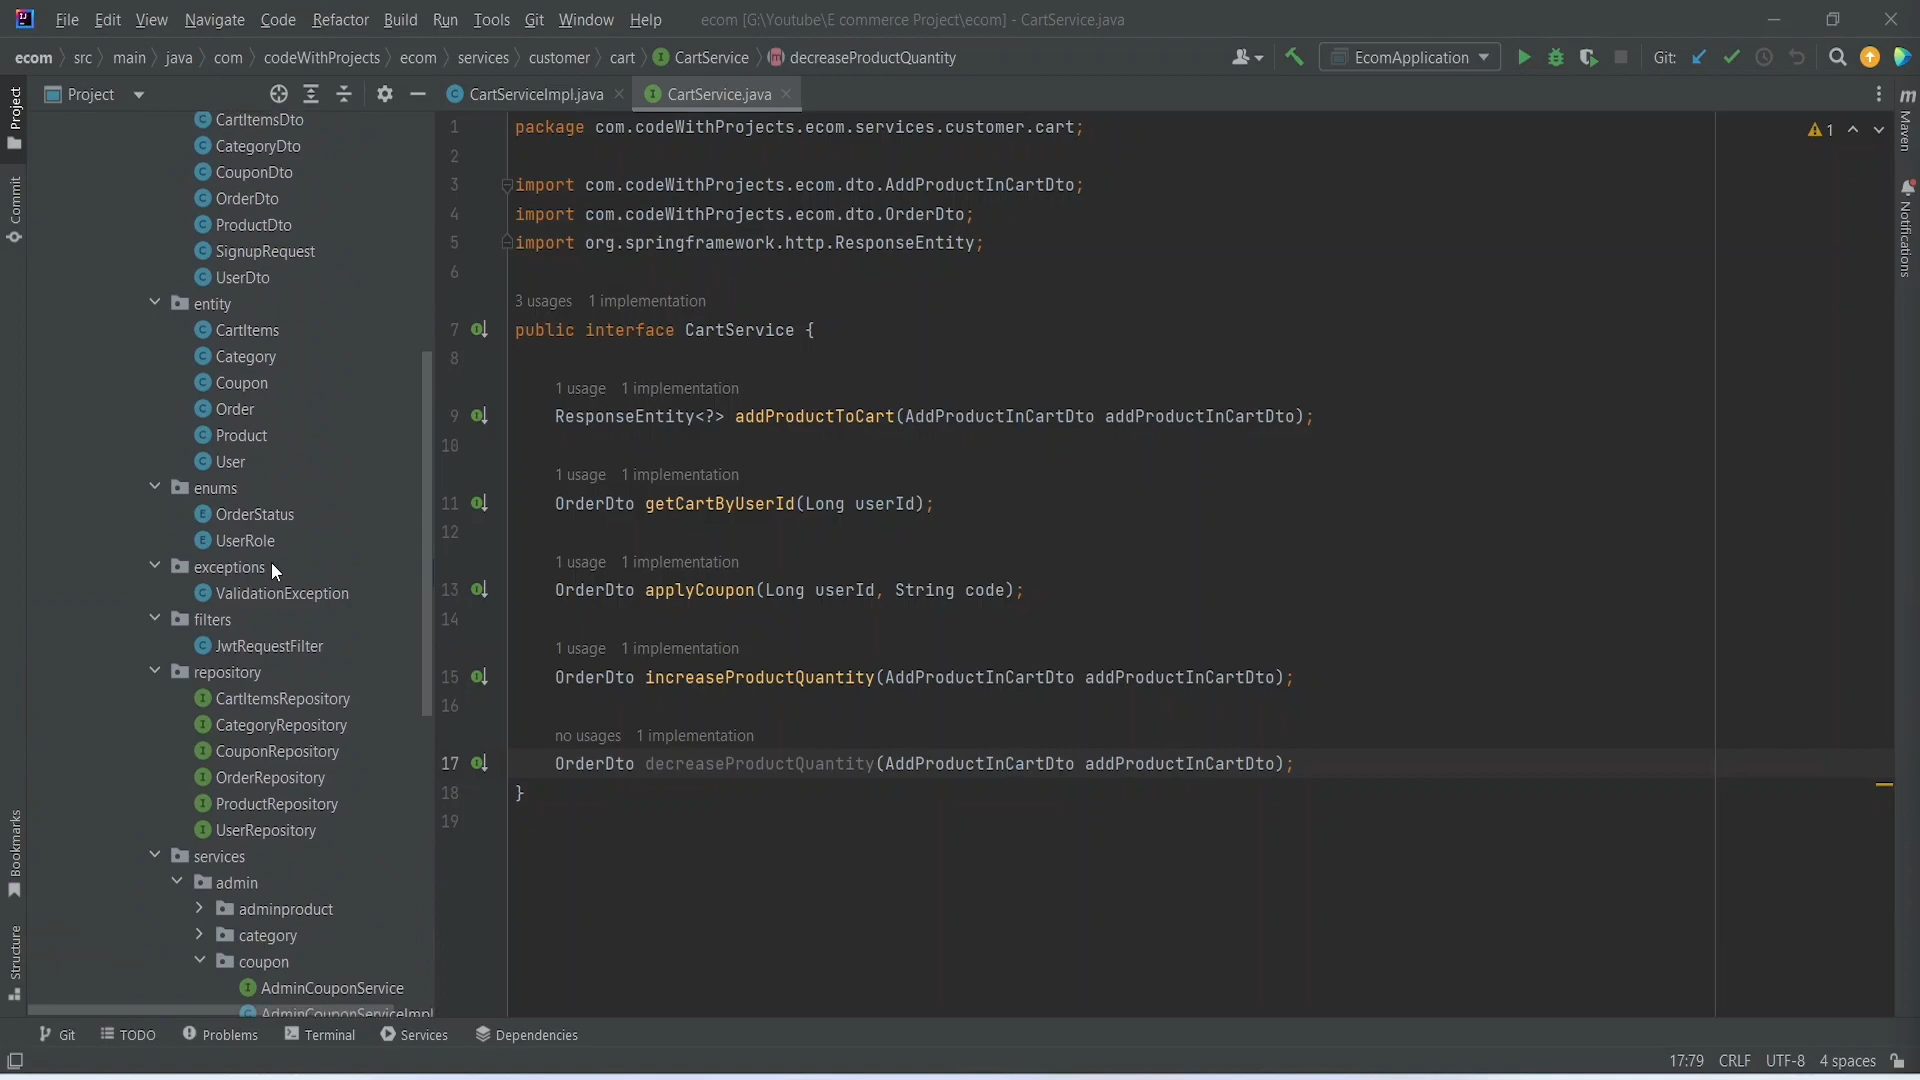 File Edit View Navigate Code Refactor Build Run Tools Git Window Help ecom [G:\Youtube\E commerce Project\ecom] - CartService.java
ecom src main java com codeWithProjects ecom services customer cart CartService decreaseProductQuantity EcomApplication Git:
Project CartServiceImpl.java CartService.java
Project
Commit
Bookmarks
Structure
CartItemsDto
CategoryDto
CouponDto
OrderDto
ProductDto
SignupRequest
UserDto
entity
CartItems
Category
Coupon
Order
Product
User
enums
OrderStatus
UserRole
exceptions
ValidationException
filters
JwtRequestFilter
repository
CartItemsRepository
CategoryRepository
CouponRepository
OrderRepository
ProductRepository
UserRepository
services
admin
adminproduct
category
coupon
AdminCouponService
AdminCouponServiceImpl
1 package com.codeWithProjects.ecom.services.customer.cart;
2
3 import com.codeWithProjects.ecom.dto.AddProductInCartDto;
4 import com.codeWithProjects.ecom.dto.OrderDto;
5 import org.springframework.http.ResponseEntity;
6
3 usages 1 implementation
7 public interface CartService {
8
1 usage 1 implementation
9 ResponseEntity<?> addProductToCart(AddProductInCartDto addProductInCartDto);
10
1 usage 1 implementation
11 OrderDto getCartByUserId(Long userId);
12
1 usage 1 implementation
13 OrderDto applyCoupon(Long userId, String code);
14
1 usage 1 implementation
15 OrderDto increaseProductQuantity(AddProductInCartDto addProductInCartDto);
16
no usages 1 implementation
17 OrderDto decreaseProductQuantity(AddProductInCartDto addProductInCartDto);
18 }
19
1
m
Maven
Notifications
Git TODO Problems Terminal Services Dependencies
17:79 CRLF UTF-8 4 spaces